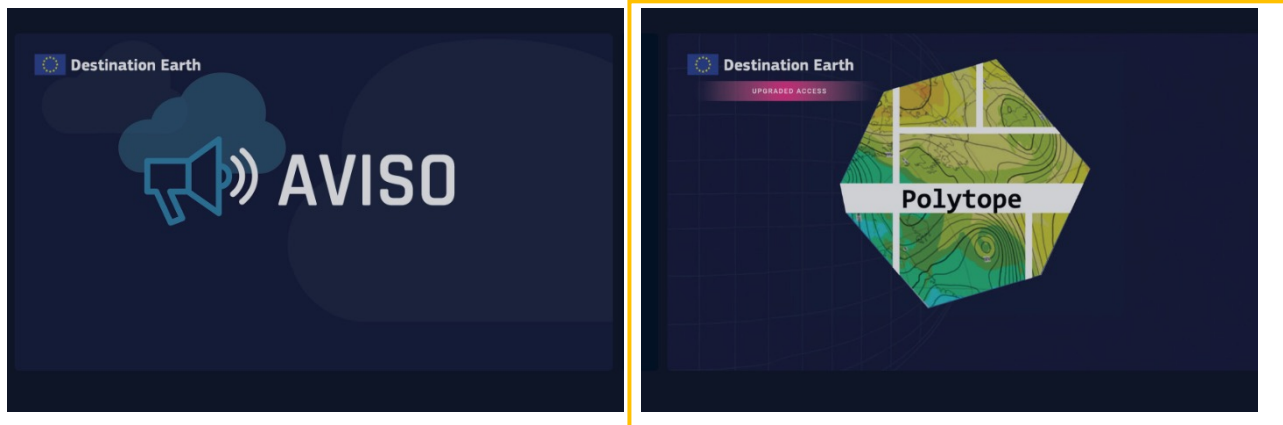 Destination Earth
AVISO
Destination Earth
UPGRADED ACCESS
Polytope